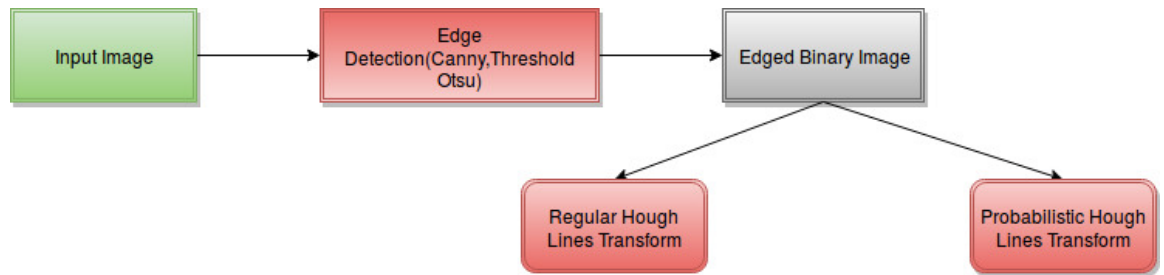 Input Image
Edge
Detection(Canny,Threshold
Otsu)
Edged Binary Image
Regular Hough
Lines Transform
Probabilistic Hough
Lines Transform